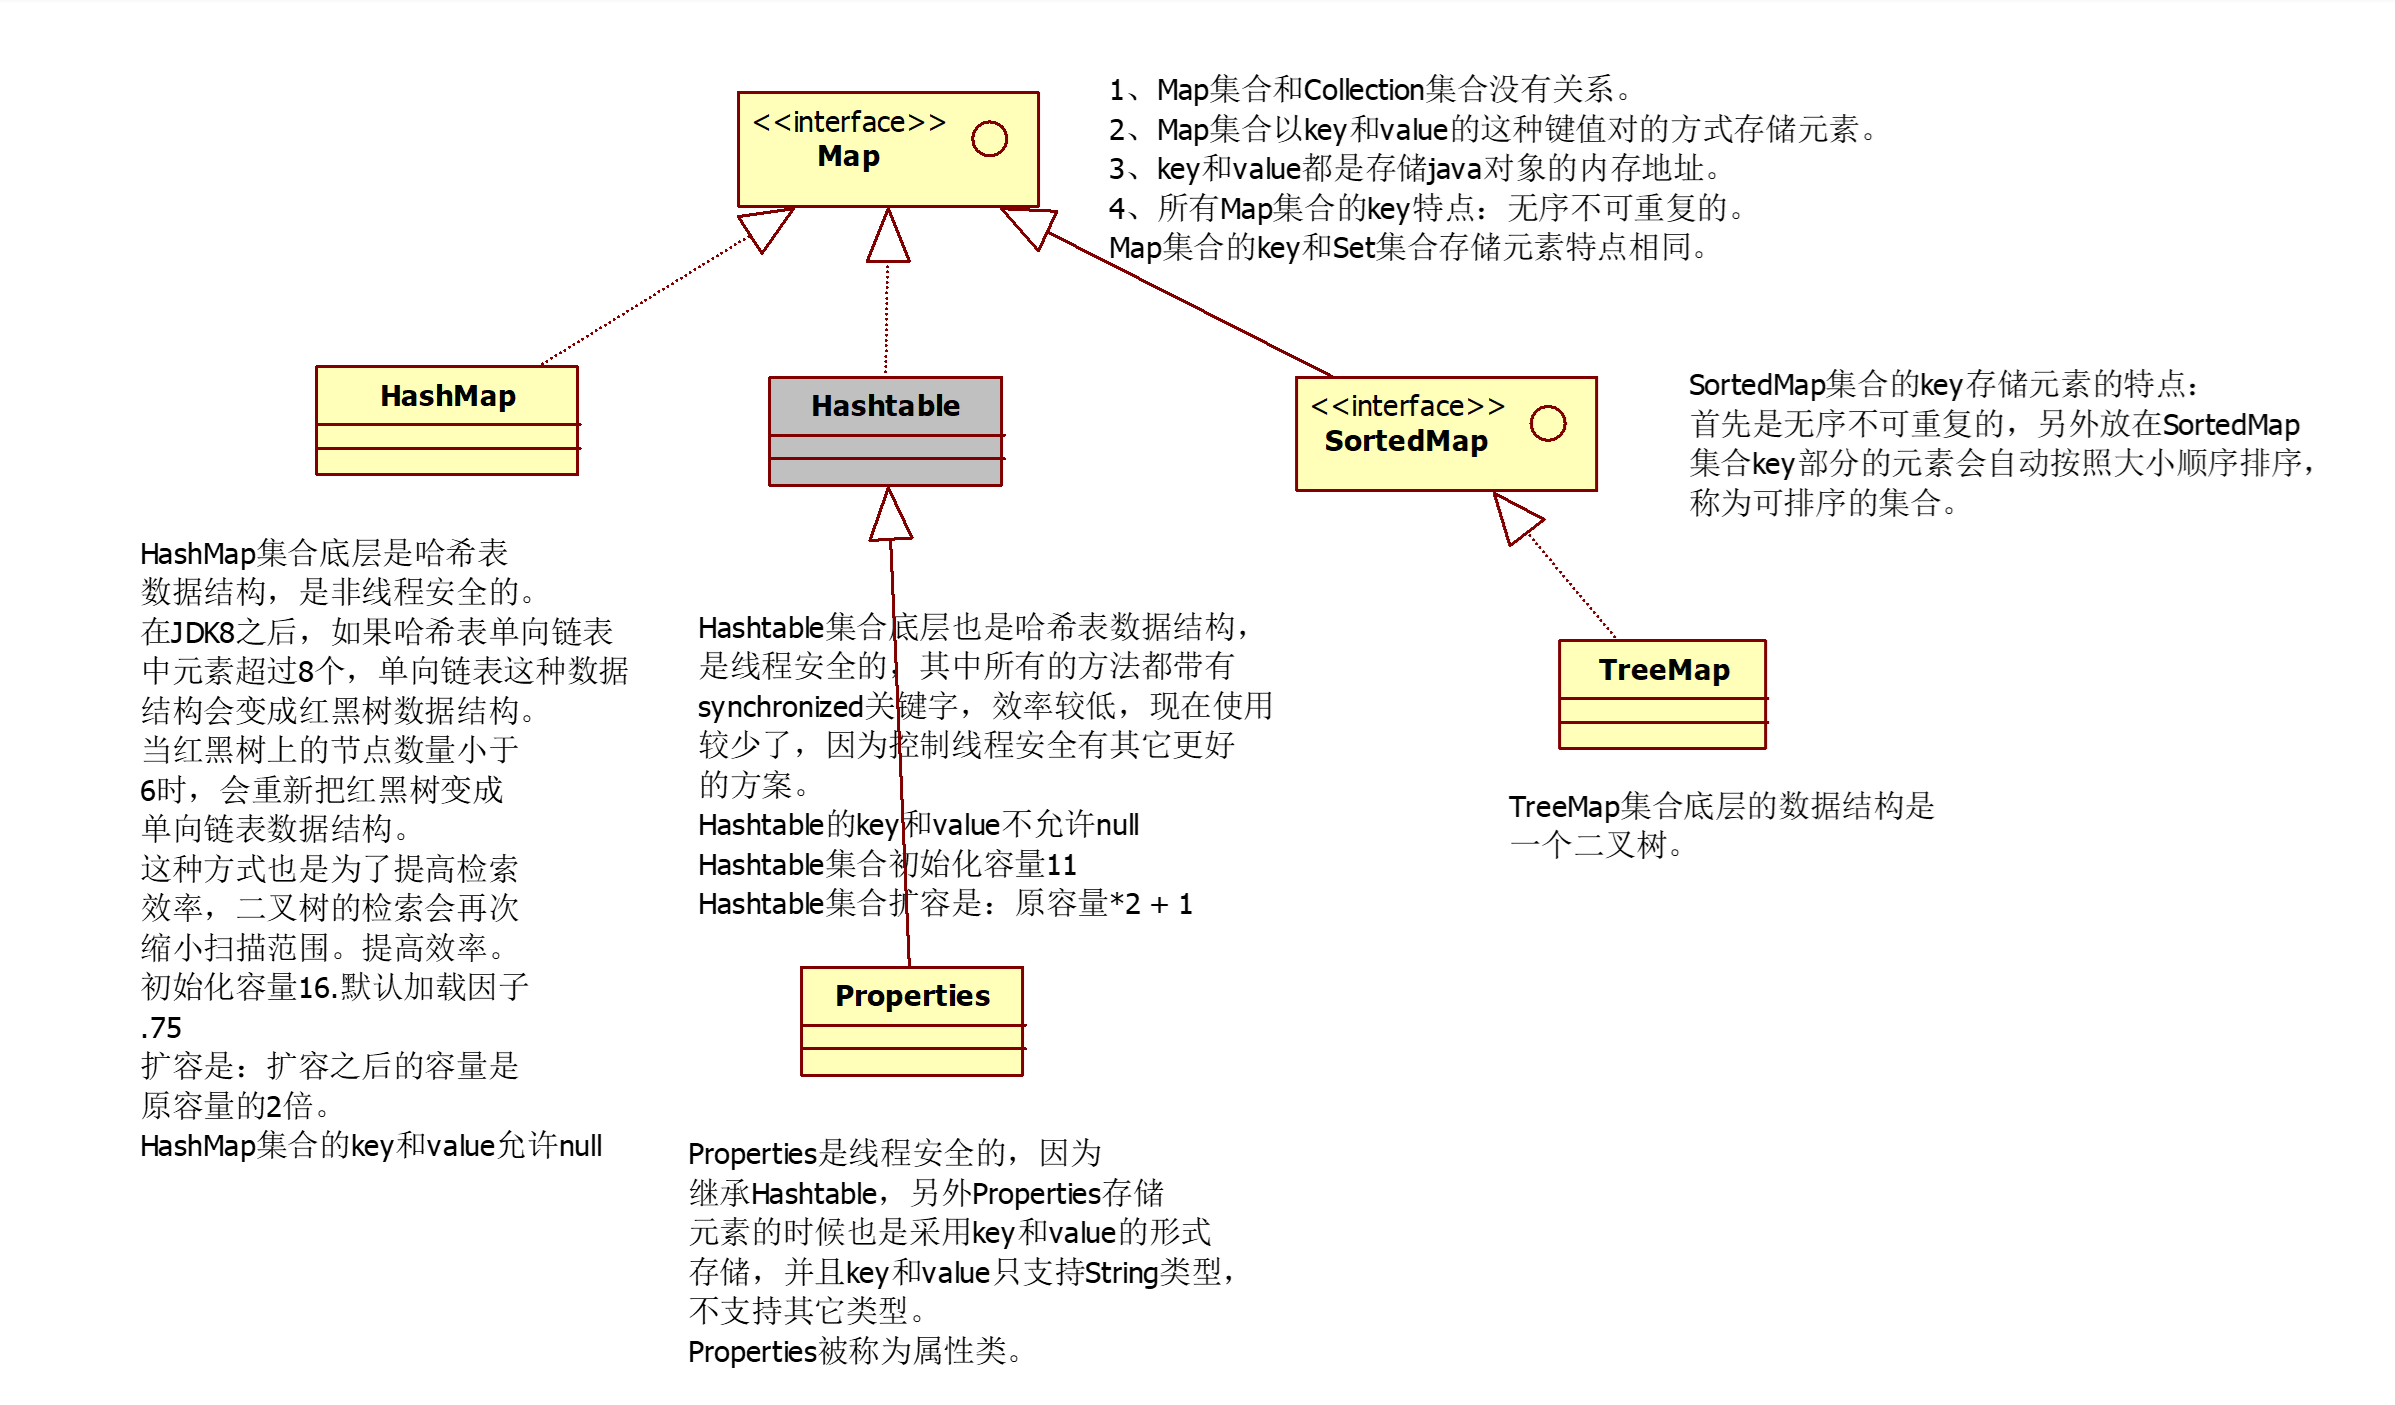 <<interface>>
Map
1、Map集合和Collection集合没有关系。
2、Map集合以key和value的这种键值对的方式存储元素。
3、key和value都是存储java对象的内存地址。
4、所有Map集合的key特点：无序不可重复的。
Map集合的key和Set集合存储元素特点相同。
HashMap
Hashtable
<<interface>>
SortedMap
SortedMap集合的key存储元素的特点：
首先是无序不可重复的，另外放在SortedMap
集合key部分的元素会自动按照大小顺序排序，
称为可排序的集合。
HashMap集合底层是哈希表
数据结构，是非线程安全的。
在JDK8之后，如果哈希表单向链表
中元素超过8个，单向链表这种数据
结构会变成红黑树数据结构。
当红黑树上的节点数量小于
6时，会重新把红黑树变成
单向链表数据结构。
这种方式也是为了提高检索
效率，二叉树的检索会再次
缩小扫描范围。提高效率。
初始化容量16.默认加载因子
.75
扩容是：扩容之后的容量是
原容量的2倍。
HashMap集合的key和value允许null
Hashtable集合底层也是哈希表数据结构，
是线程安全的，其中所有的方法都带有
synchronized关键字，效率较低，现在使用
较少了，因为控制线程安全有其它更好
的方案。
Hashtable的key和value不允许null
Hashtable集合初始化容量11
Hashtable集合扩容是：原容量*2 + 1
TreeMap
TreeMap集合底层的数据结构是
一个二叉树。
Properties
Properties是线程安全的，因为
继承Hashtable，另外Properties存储
元素的时候也是采用key和value的形式
存储，并且key和value只支持String类型，
不支持其它类型。
Properties被称为属性类。